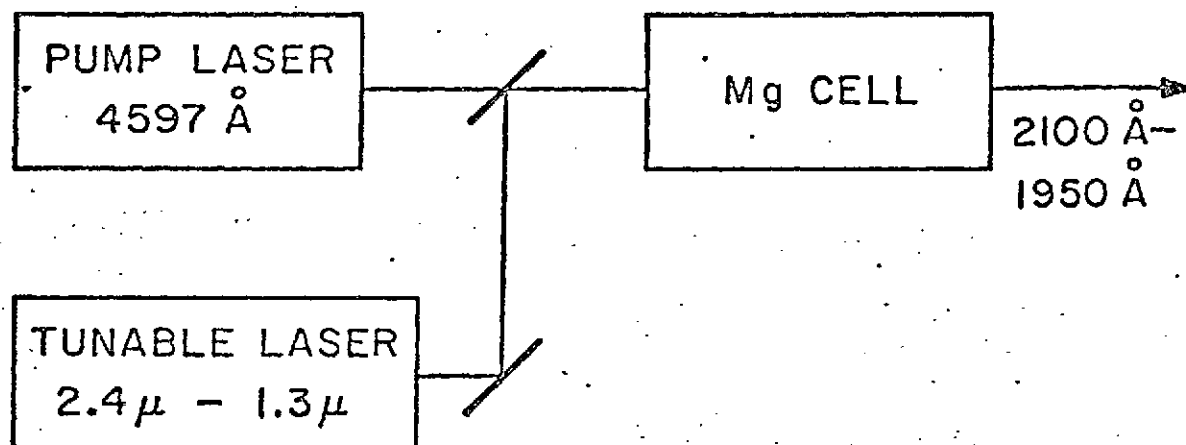 PUMP LASER
4597 Å
Mg CELL
2100 Å–
1950 Å
TUNABLE LASER
2.4μ – 1.3μ